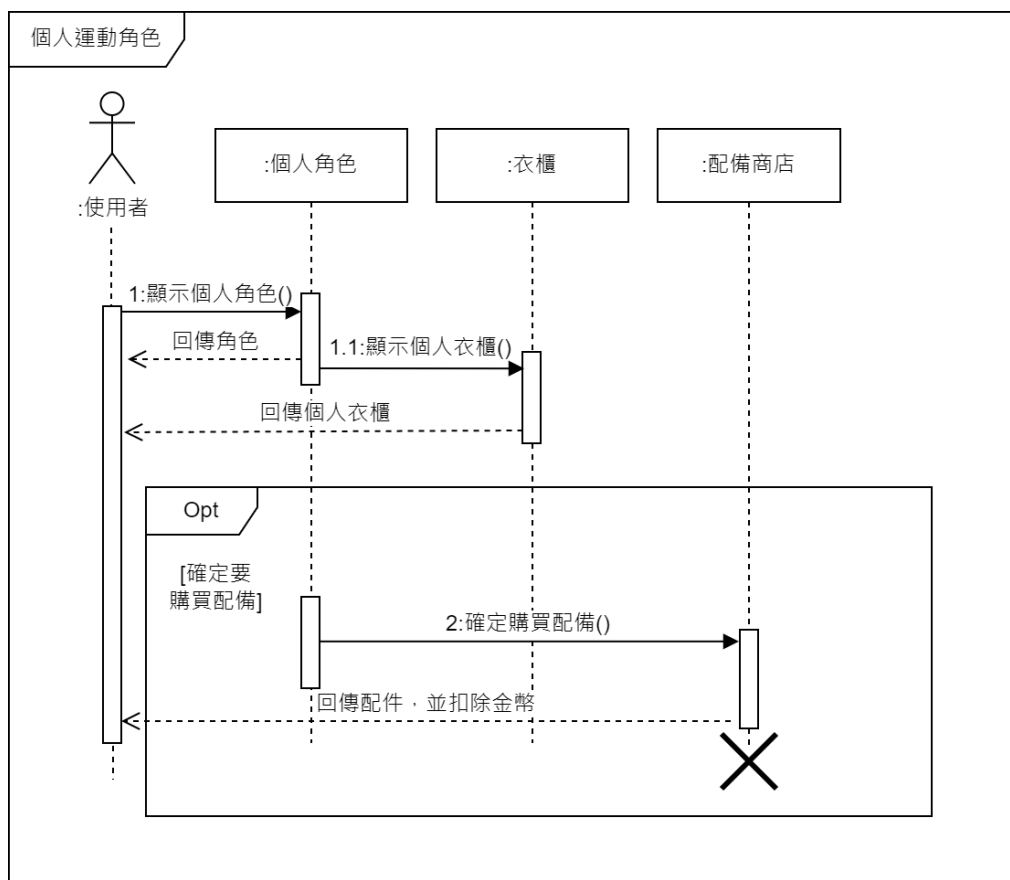 個人運動角色
:使用者
:個人角色
:衣櫃
:配備商店
1:顯示個人角色()
回傳角色
1.1:顯示個人衣櫃()
回傳個人衣櫃
Opt
[確定要
購買配備]
2:確定購買配備()
回傳配件，並扣除金幣